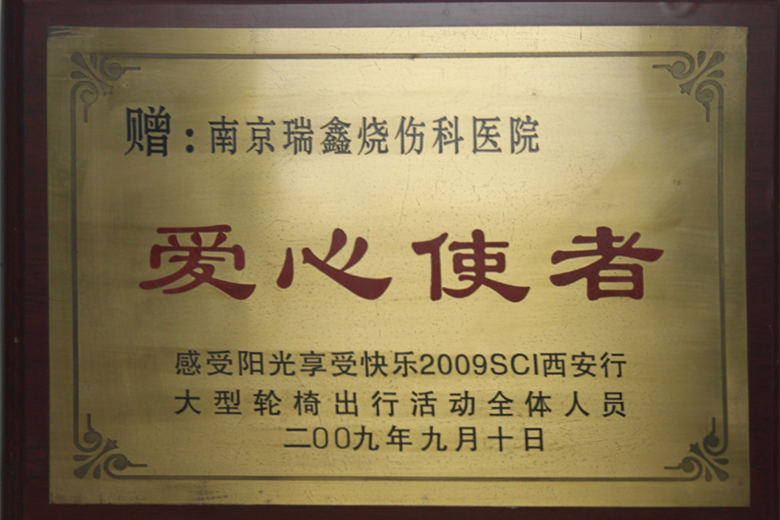 赠:南京瑞鑫烧伤科医院
爱心使者
感受阳光享受快乐2009SCI西安行
大型轮椅出行活动全体人员
二00九年九月十日